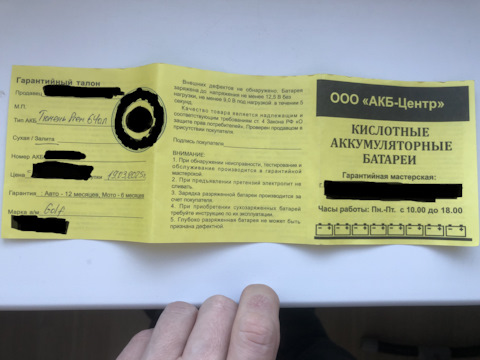 Гарантийный талон
Продавец
М.П.
Тип АКБ Тюмень 64ол
Сухая / Залита
Номер АКБ
Цена
Гарантия: Авто - 12 месяцев, Мото - 6 месяцев
Марка а/м Golf
Внешних дефектов не обнаружено. Батарея
заряжена до напряжения не менее 12,5 В без
нагрузки, не менее 9,0 В под нагрузкой в течении 5
секунд.
Качество товара является надлежащим и
соответствующим требованиям ст. 4 Закона РФ «О
защите прав потребителей». Проверен продавцом в
присутствии покупателя.
Подпись покупателя
ВНИМАНИЕ:
1. При обнаружении неисправности, тестирование и
обслуживание производится в гарантийной
мастерской.
2. При предъявлении претензий электролит не
сливать.
3. Зарядка разряженной батареи производится за
счет покупателя.
4. При приобретении сухозаряженных батарей
требуйте инструкцию по их эксплуатации.
5. Глубоко разряженная батарея не может быть
признана дефектной.
ООО «АКБ-Центр»
КИСЛОТНЫЕ
АККУМУЛЯТОРНЫЕ
БАТАРЕИ
Гарантийная мастерская:
Часы работы: Пн.-Пт. с 10.00 до 18.00